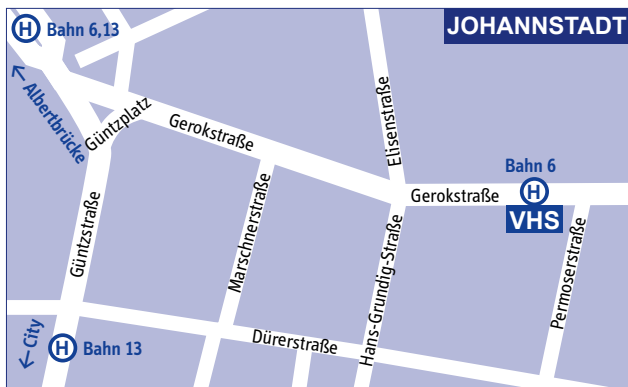 JOHANNSTADT
H Bahn 6,13
← Albertbrücke
Güntzplatz
Gerokstraße
Elisenstraße
Bahn 6
H
Gerokstraße
VHS
Güntzstraße
Marschnerstraße
Hans-Grundig-Straße
Permoserstraße
Dürerstraße
← City
H Bahn 13